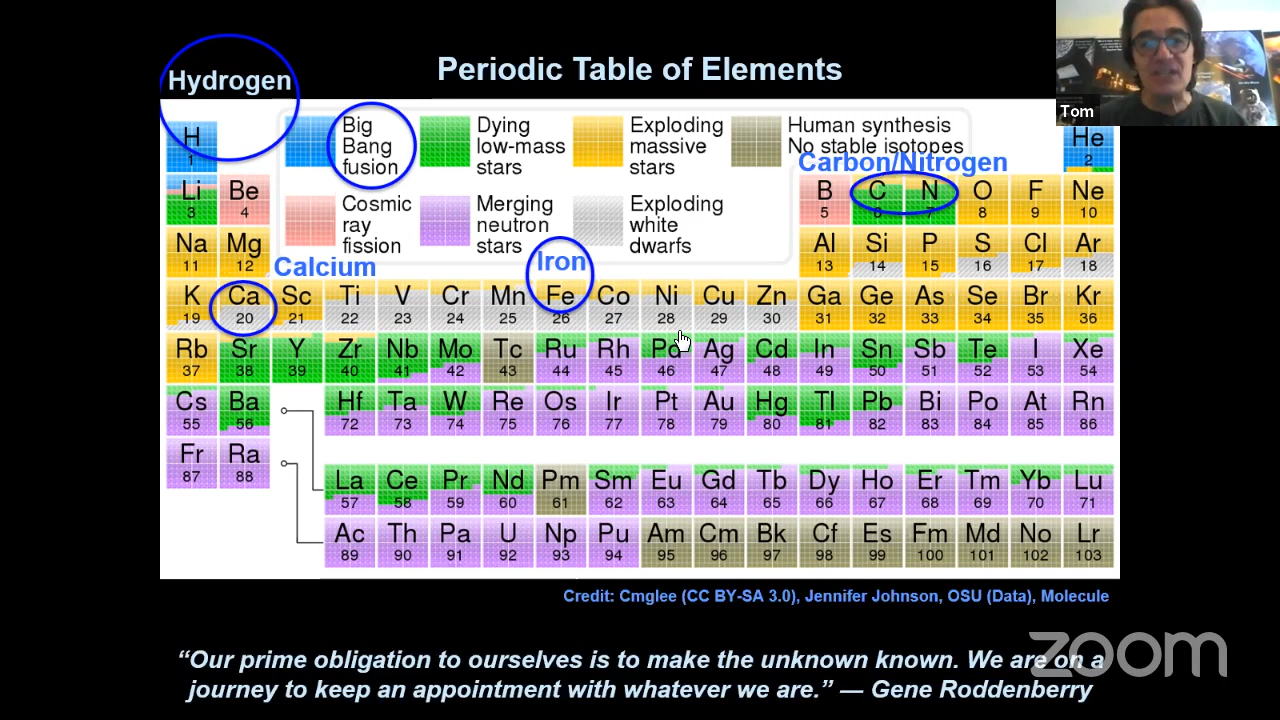 Periodic Table of Elements
Hydrogen
Tom
Big
Bang
fusion
Dying
low-mass
stars
Exploding
massive
stars
Human synthesis
No stable isotopes
Cosmic
ray
fission
Merging
neutron
stars
Exploding
white
dwarfs
Carbon/Nitrogen
Calcium
Iron
H He
1 2
Li Be B C N O F Ne
3 4 5 6 7 8 9 10
Na Mg Al Si P S Cl Ar
11 12 13 14 15 16 17 18
K Ca Sc Ti V Cr Mn Fe Co Ni Cu Zn Ga Ge As Se Br Kr
19 20 21 22 23 24 25 26 27 28 29 30 31 32 33 34 35 36
Rb Sr Y Zr Nb Mo Tc Ru Rh Pd Ag Cd In Sn Sb Te I Xe
37 38 39 40 41 42 43 44 45 46 47 48 49 50 51 52 53 54
Cs Ba Hf Ta W Re Os Ir Pt Au Hg Tl Pb Bi Po At Rn
55 56 72 73 74 75 76 77 78 79 80 81 82 83 84 85 86
Fr Ra
87 88
La Ce Pr Nd Pm Sm Eu Gd Tb Dy Ho Er Tm Yb Lu
57 58 59 60 61 62 63 64 65 66 67 68 69 70 71
Ac Th Pa U Np Pu Am Cm Bk Cf Es Fm Md No Lr
89 90 91 92 93 94 95 96 97 98 99 100 101 102 103
Credit: Cmglee (CC BY-SA 3.0), Jennifer Johnson, OSU (Data), Molecule
“Our prime obligation to ourselves is to make the unknown known. We are on a
journey to keep an appointment with whatever we are.” — Gene Roddenberry
zoom